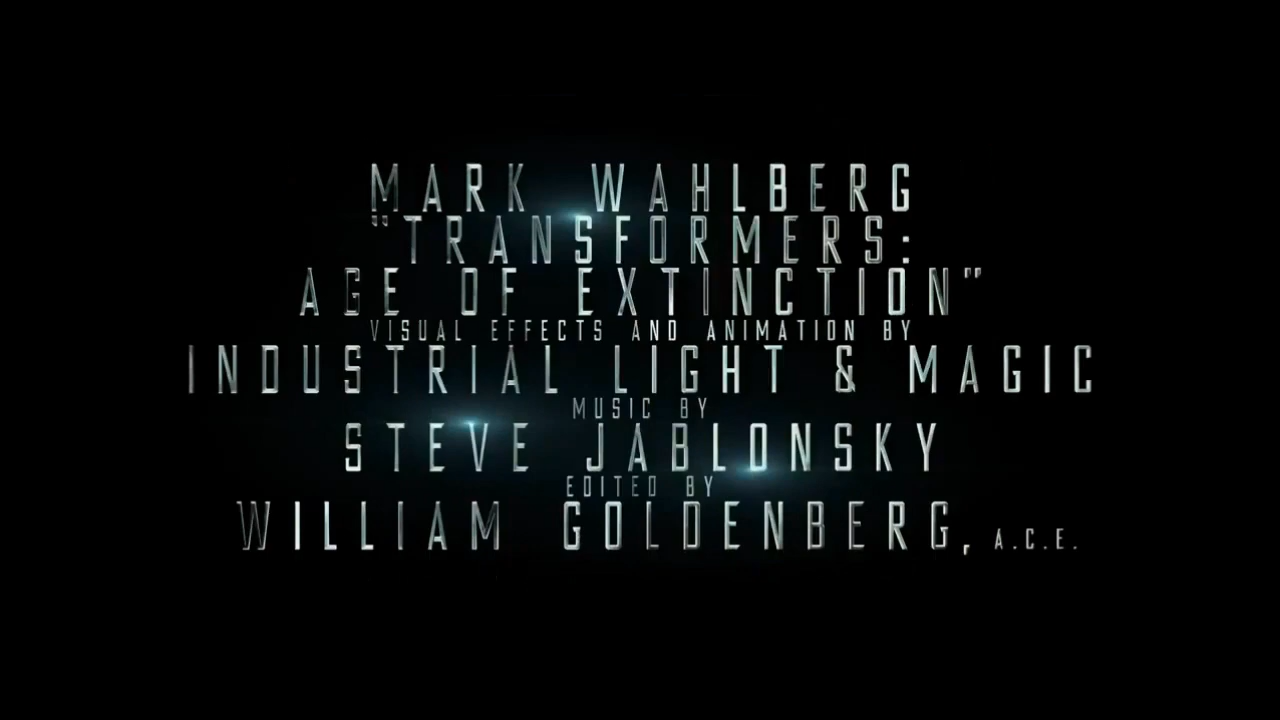 MARK WAHLBERG
"TRANSFORMERS:
AGE OF EXTINCTION"
VISUAL EFFECTS AND ANIMATION BY
INDUSTRIAL LIGHT & MAGIC
MUSIC BY
STEVE JABLONSKY
EDITED BY
WILLIAM GOLDENBERG, A.C.E.